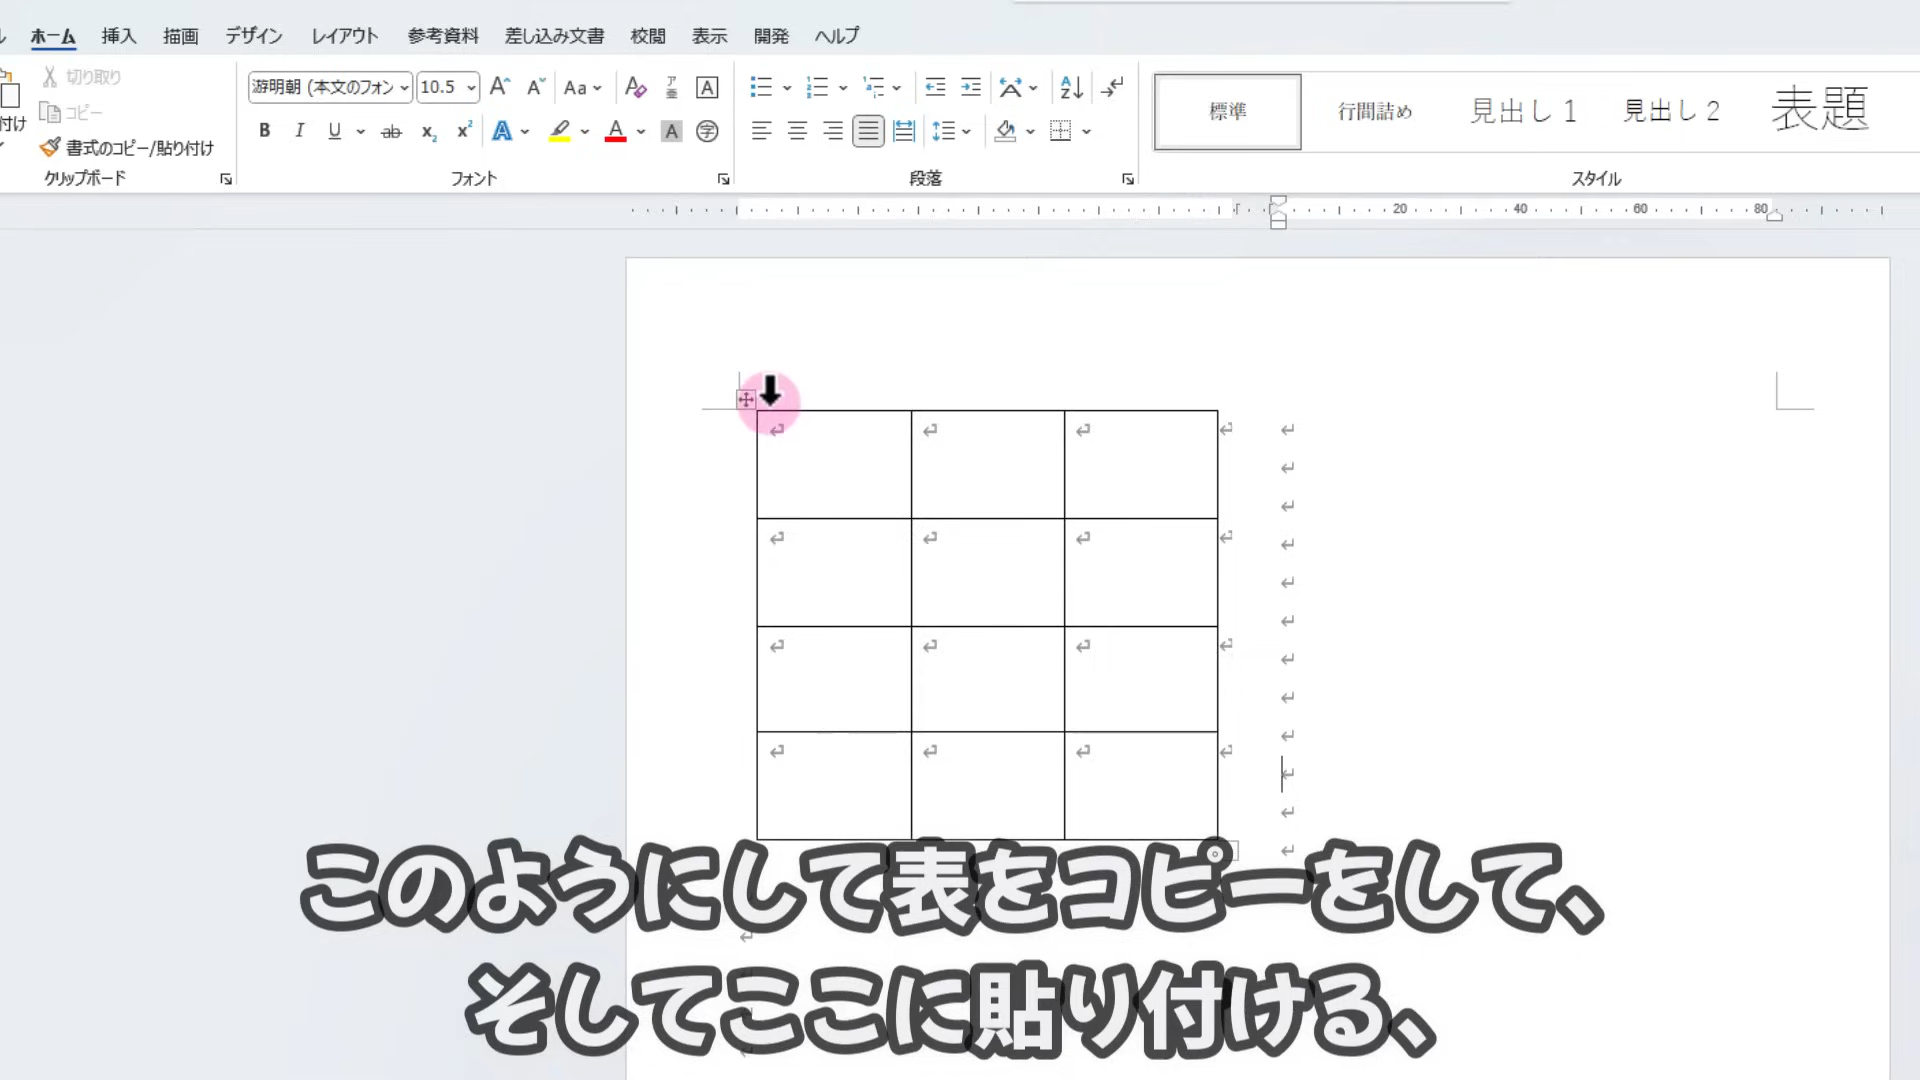 ホーム 挿入 描画 デザイン レイアウト 参考資料 差し込み文書 校閲 表示 開発 ヘルプ
切り取り
コピー
付け
書式のコピー/貼り付け
クリップボード
游明朝 (本文のフォン 10.5
Aa
B I U ab x₂ x²
フォント
段落
標準 行間詰め 見出し 1 見出し 2 表題
スタイル
20 40 60 80
このようにして表をコピーをして、
そしてここに貼り付ける、